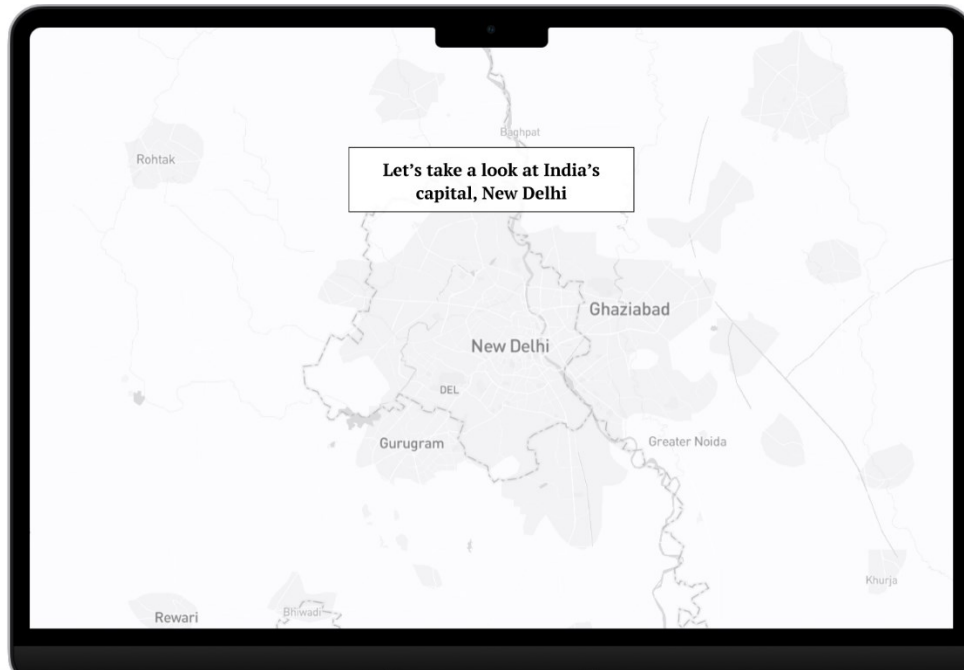 Baghpat
Rohtak
Let’s take a look at India’s
capital, New Delhi
Ghaziabad
New Delhi
DEL
Gurugram
Greater Noida
Khurja
Bhiwadi
Rewari